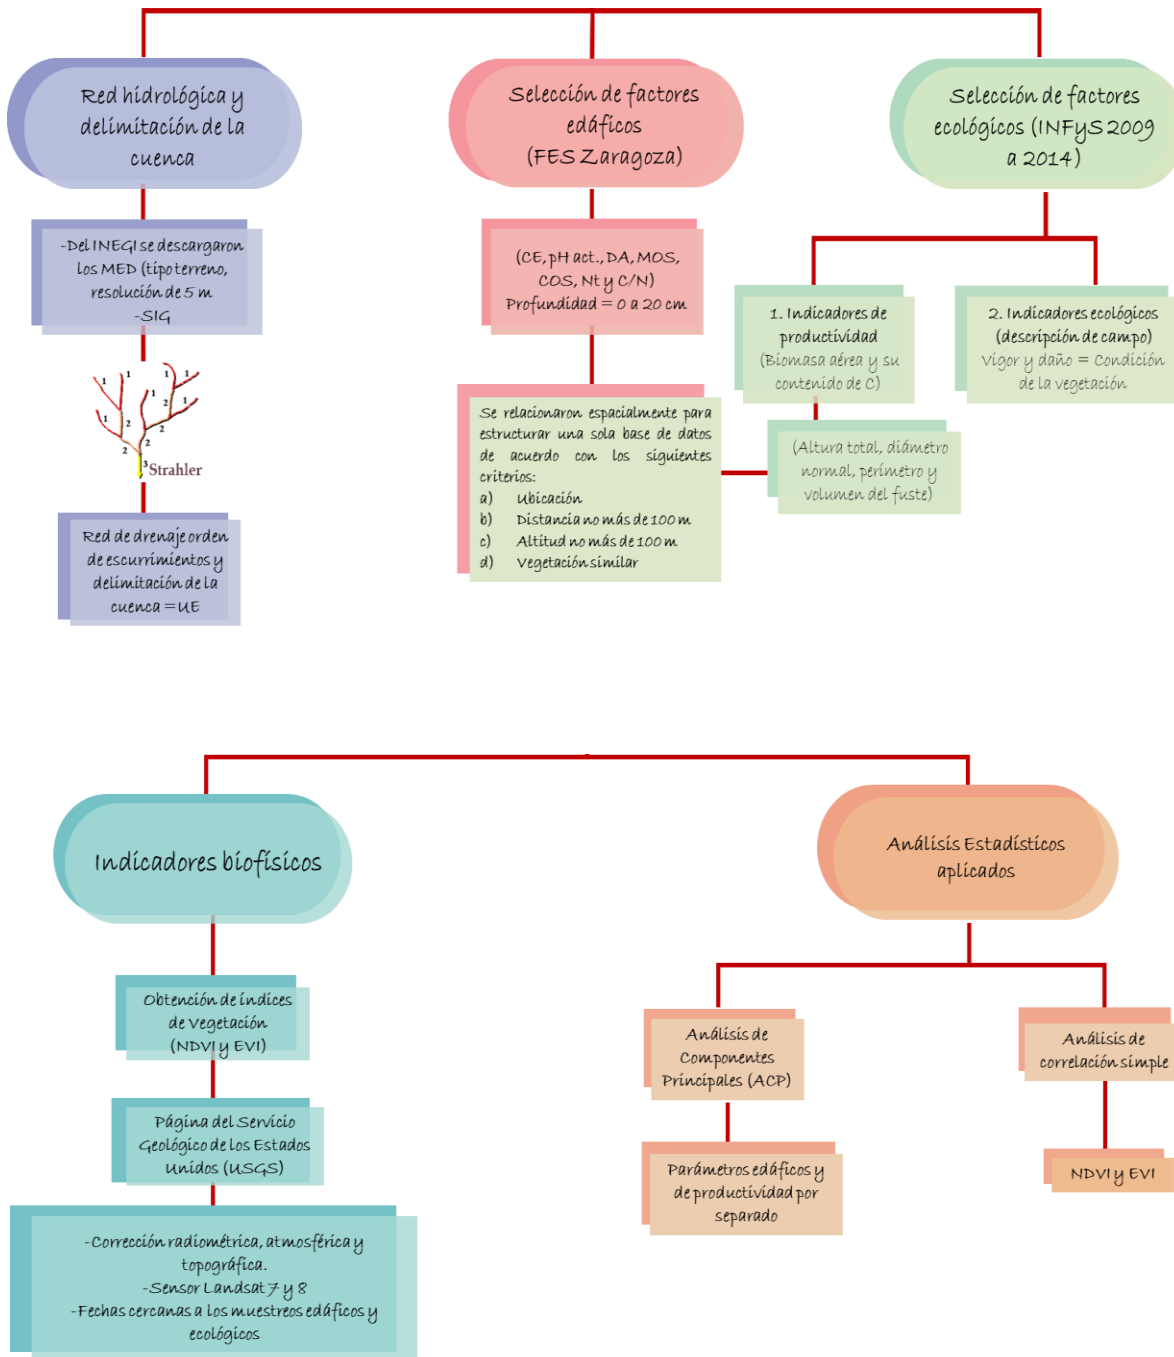 Red hidrológica y
delimitación de la
cuenca
-Del INEGI se descargaron
los MED (tipo terreno,
resolución de 5 m
-SIG
1
1
1
1
1
1
2
2
2
2
2
3
Strahler
Red de drenaje orden
de escurrimientos y
delimitación de la
cuenca = UE
Selección de factores
edáficos
(FES Zaragoza)
(CE, pH act., DA, MOS,
COS, Nt y C/N)
Profundidad = 0 a 20 cm
Se relacionaron espacialmente para
estructurar una sola base de datos
de acuerdo con los siguientes
criterios:
a) Ubicación
b) Distancia no más de 100 m
c) Altitud no más de 100 m
d) Vegetación similar
Selección de factores
ecológicos (INFyS 2009
a 2014)
1. Indicadores de
productividad
(Biomasa aérea y su
contenido de C)
(Altura total, diámetro
normal, perímetro y
volumen del fuste)
2. Indicadores ecológicos
(descripción de campo)
Vigor y daño = Condición
de la vegetación
Indicadores biofísicos
Obtención de índices
de Vegetación
(NDVI y EVI)
Página del Servicio
Geológico de los Estados
Unidos (USGS)
-Corrección radiométrica, atmosférica y
topográfica.
-Sensor Landsat 7 y 8
-Fechas cercanas a los muestreos edáficos y
ecológicos
Análisis Estadísticos
aplicados
Análisis de
Componentes
Principales (ACP)
Parámetros edáficos y
de productividad por
separado
Análisis de
correlación simple
NDVI y EVI